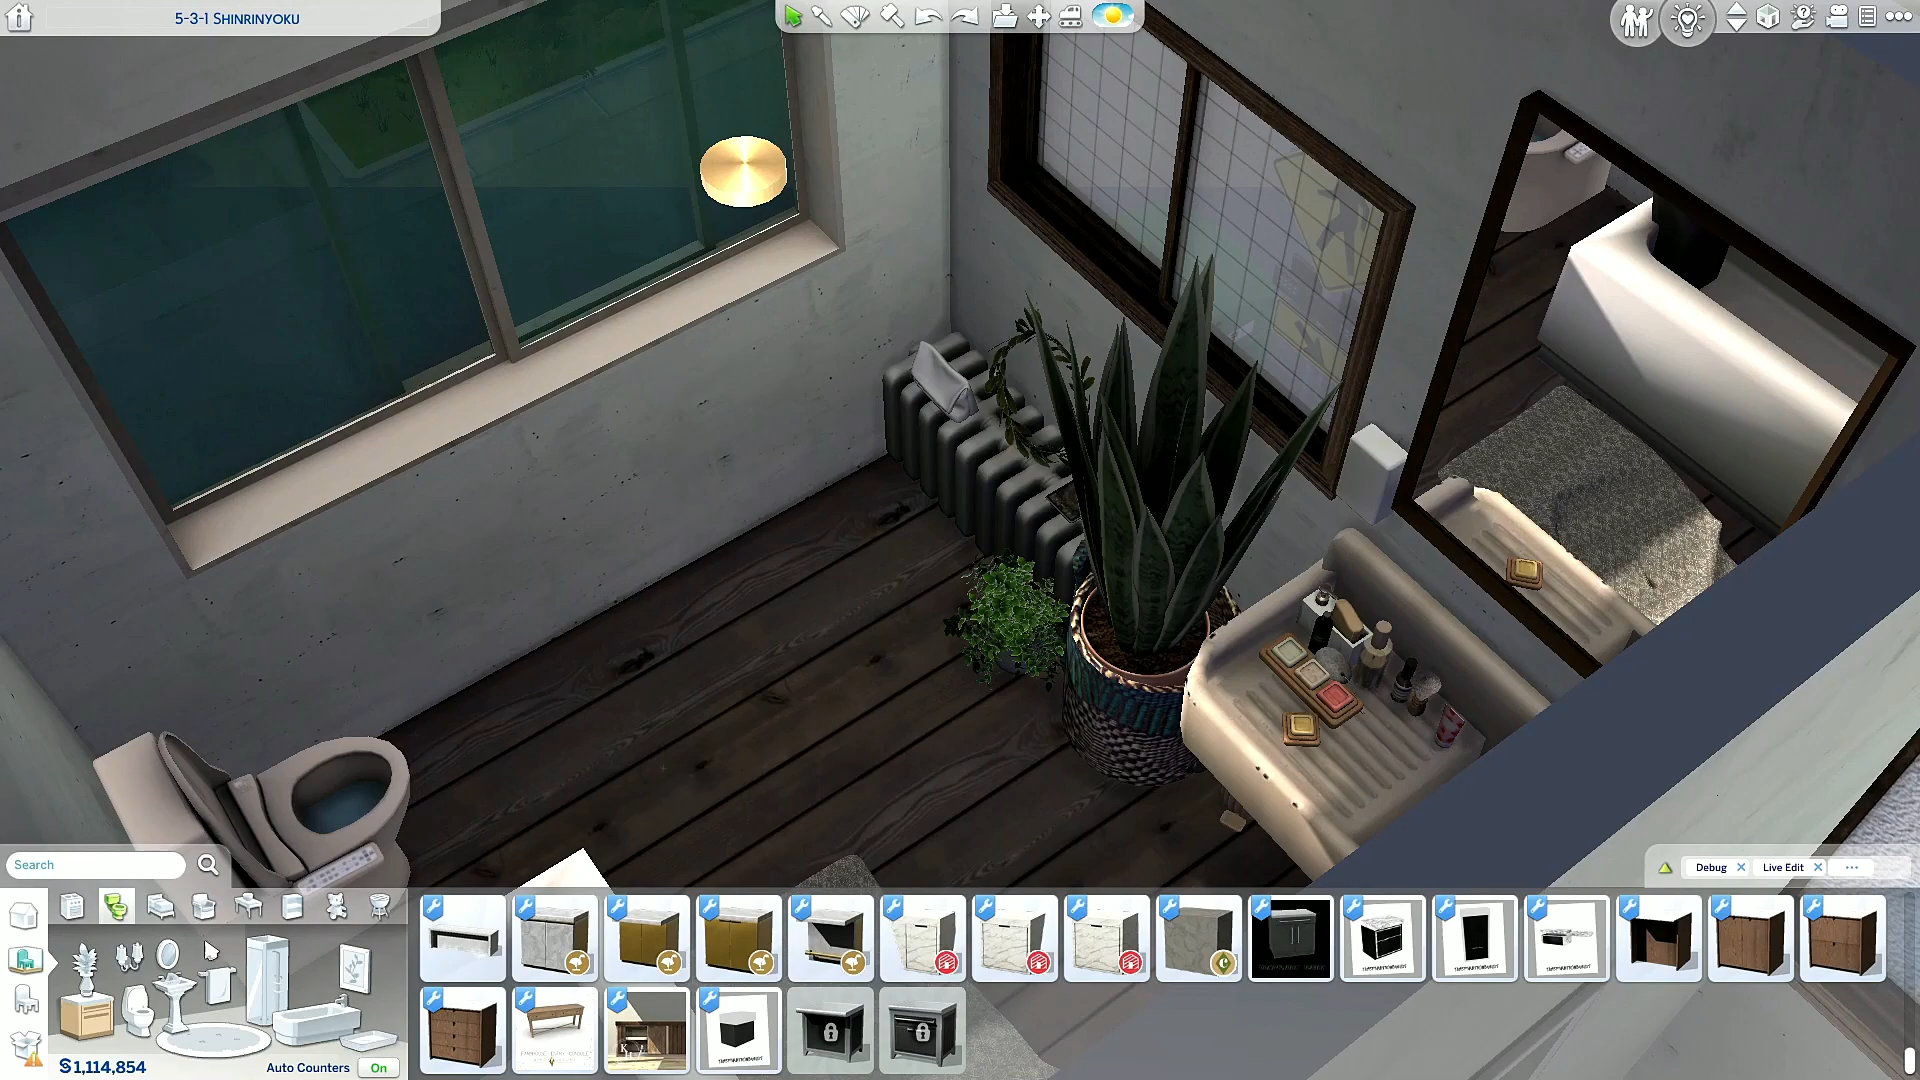 5-3-1 Shinrinyoku
Search
Debug
Live Edit
$1,114,854
Auto Counters
On